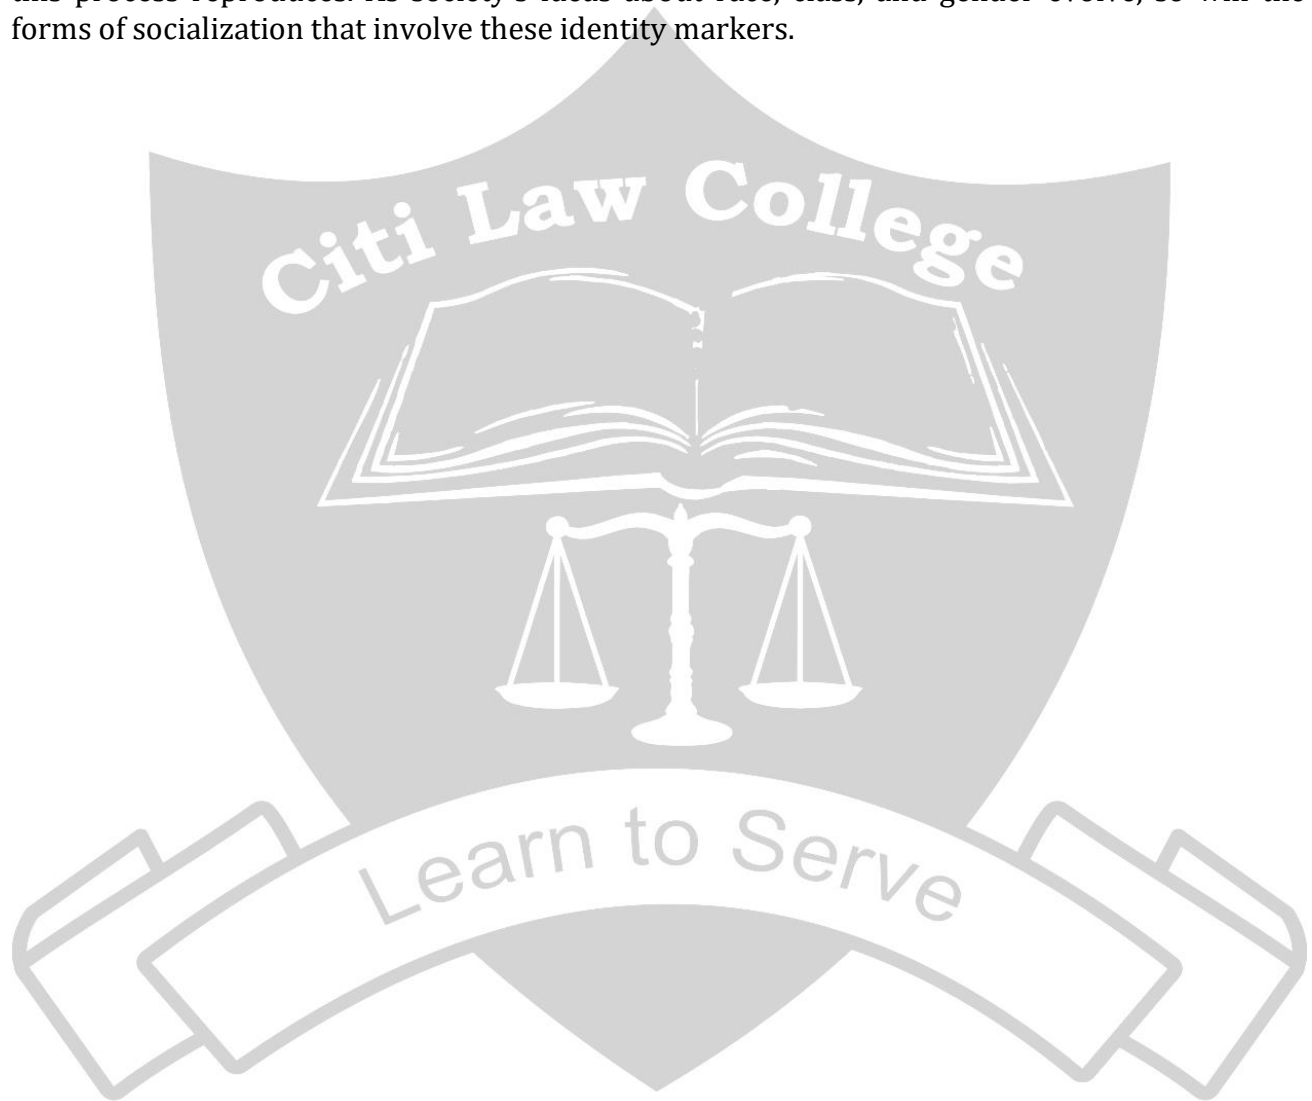 this process reproduces. As society's ideas about race, class, and gender evolve, so will the
forms of socialization that involve these identity markers.
Citi Law College
Learn to Serve